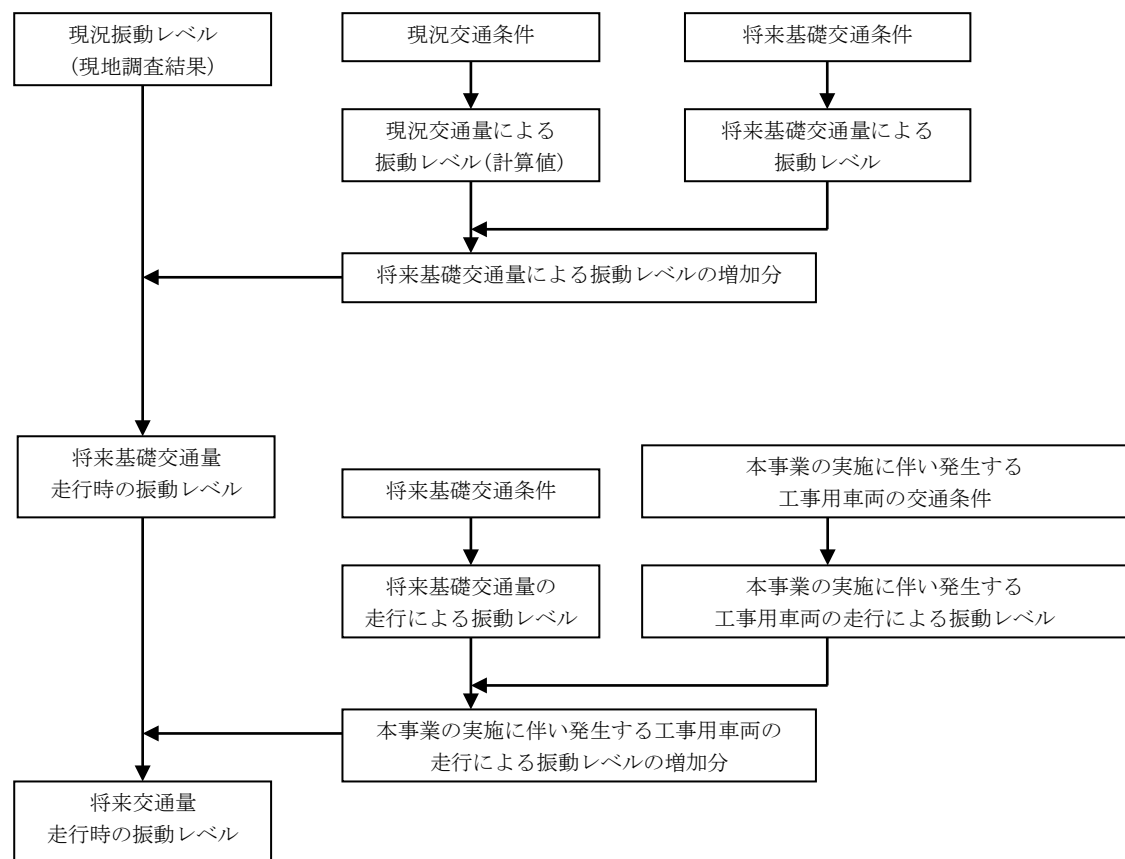 現況振動レベル
(現地調査結果)
現況交通条件
将来基礎交通条件
現況交通量による
振動レベル(計算値)
将来基礎交通量による
振動レベル
将来基礎交通量による振動レベルの増加分
将来基礎交通量
走行時の振動レベル
将来基礎交通条件
本事業の実施に伴い発生する
工事用車両の交通条件
将来基礎交通量の
走行による振動レベル
本事業の実施に伴い発生する
工事用車両の走行による振動レベル
本事業の実施に伴い発生する工事用車両の
走行による振動レベルの増加分
将来交通量
走行時の振動レベル